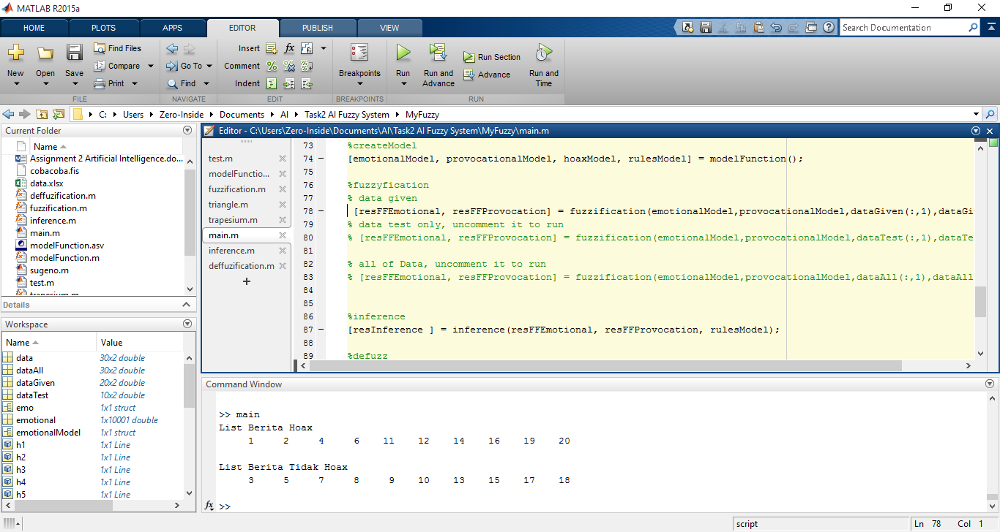 MATLAB R2015a
HOME PLOTS APPS EDITOR PUBLISH VIEW Search Documentation
New Open Save Find Files Compare Print Go To Find Insert fx Comment Indent Breakpoints Run Run and Advance Run Section Advance Run and Time
FILE NAVIGATE EDIT BREAKPOINTS RUN
C: Users Zero-Inside Documents AI Task2 AI Fuzzy System MyFuzzy
Current Folder
Name
Assignment 2 Artificial Intelligence.do...
cobacoba.fis
data.xlsx
deffuzification.m
fuzzification.m
inference.m
main.m
modelFunction.asv
modelFunction.m
sugeno.m
test.m
trapesium.m
Details
Workspace
Name Value
data 30x2 double
dataAll 30x2 double
dataGiven 20x2 double
dataTest 10x2 double
emo 1x1 struct
emotional 1x10001 double
emotionalModel 1x1 struct
h1 1x1 Line
h2 1x1 Line
h3 1x1 Line
h4 1x1 Line
h5 1x1 Line
Editor - C:\Users\Zero-Inside\Documents\AI\Task2 AI Fuzzy System\MyFuzzy\main.m
test.m
modelFunctio...
fuzzification.m
triangle.m
trapesium.m
main.m
inference.m
deffuzification.m
+
73 %createModel
74 – [emotionalModel, provocationalModel, hoaxModel, rulesModel] = modelFunction();
75
76 %fuzzyfication
77 % data given
78 – [resFFEmotional, resFFProvocation] = fuzzification(emotionalModel,provocationalModel,dataGiven(:,1),dataGi
79 % data test only, uncomment it to run
80 % [resFFEmotional, resFFProvocation] = fuzzification(emotionalModel,provocationalModel,dataTest(:,1),dataTe
81
82 % all of Data, uncomment it to run
83 % [resFFEmotional, resFFProvocation] = fuzzification(emotionalModel,provocationalModel,dataAll(:,1),dataAll
84
85
86 %inference
87 – [resInference ] = inference(resFFEmotional, resFFProvocation, rulesModel);
88
89 %defuzz
Command Window
>> main
List Berita Hoax
1 2 4 6 11 12 14 16 19 20
List Berita Tidak Hoax
3 5 7 8 9 10 13 15 17 18
fx >>
script Ln 78 Col 1